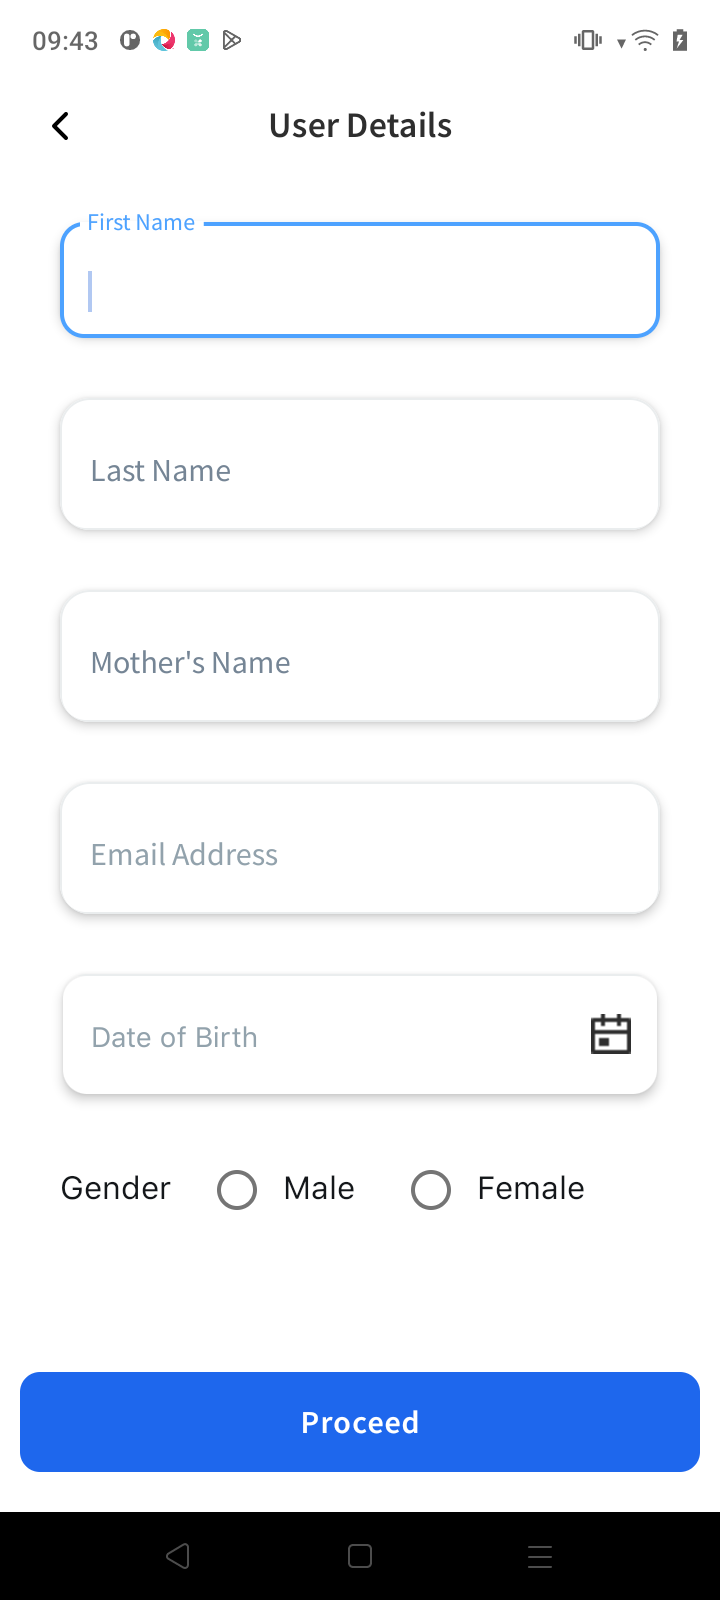 09:43
User Details
First Name
Last Name
Mother's Name
Email Address
Date of Birth
Gender Male Female
Proceed